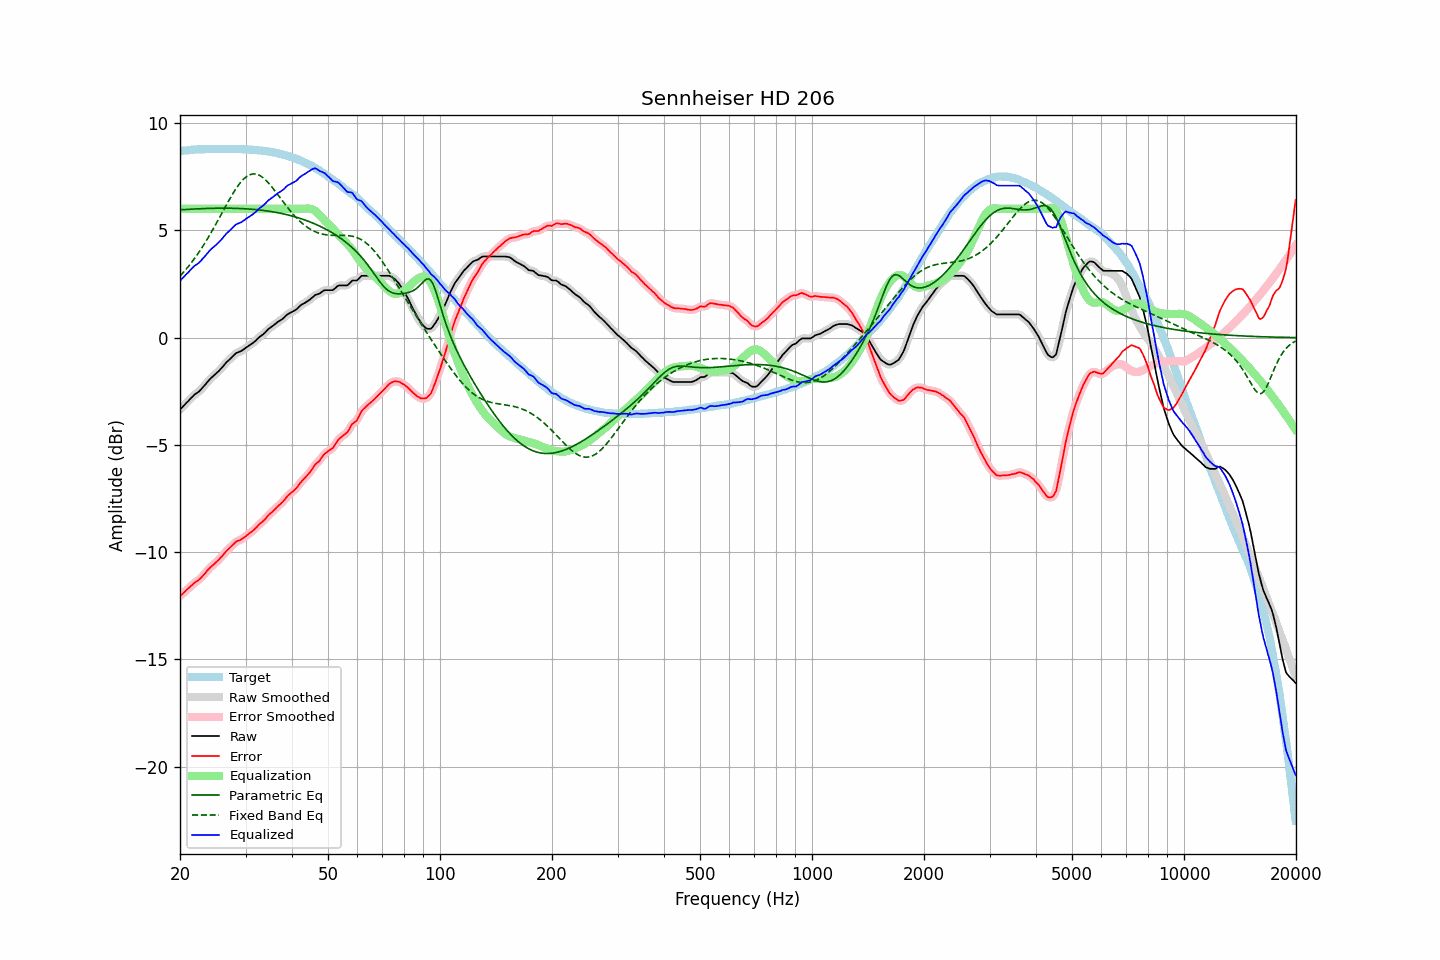 Sennheiser HD 206
Amplitude (dBr)
10
5
0
−5
−10
−15
−20
Target
Raw Smoothed
Error Smoothed
Raw
Error
Equalization
Parametric Eq
Fixed Band Eq
Equalized
20 50 100 200 500 1000 2000 5000 10000 20000
Frequency (Hz)